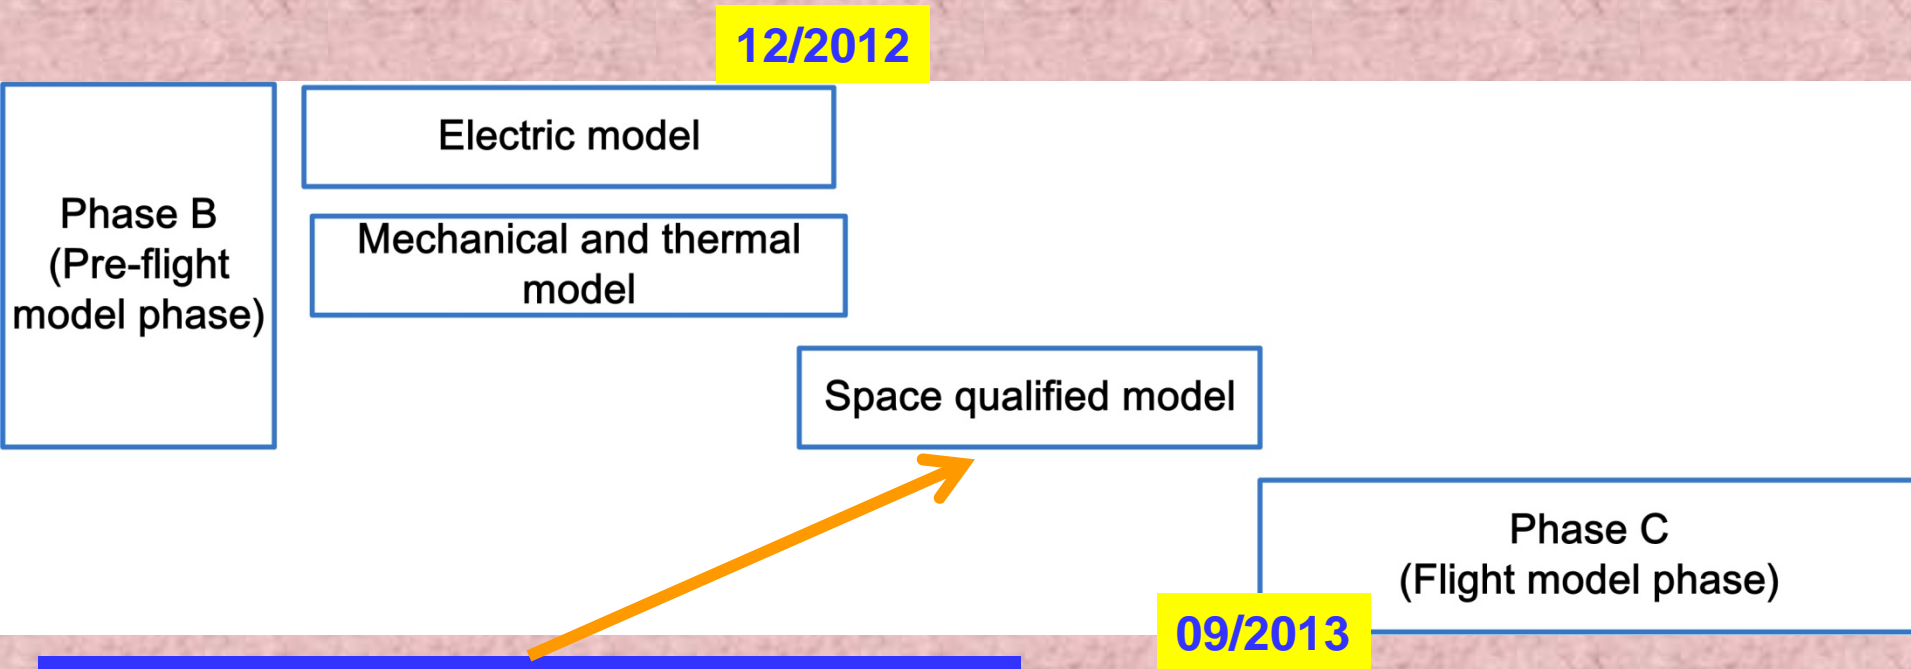 12/2012
Electric model
Phase B
(Pre-flight
model phase)
Mechanical and thermal
model
Space qualified model
Phase C
(Flight model phase)
09/2013